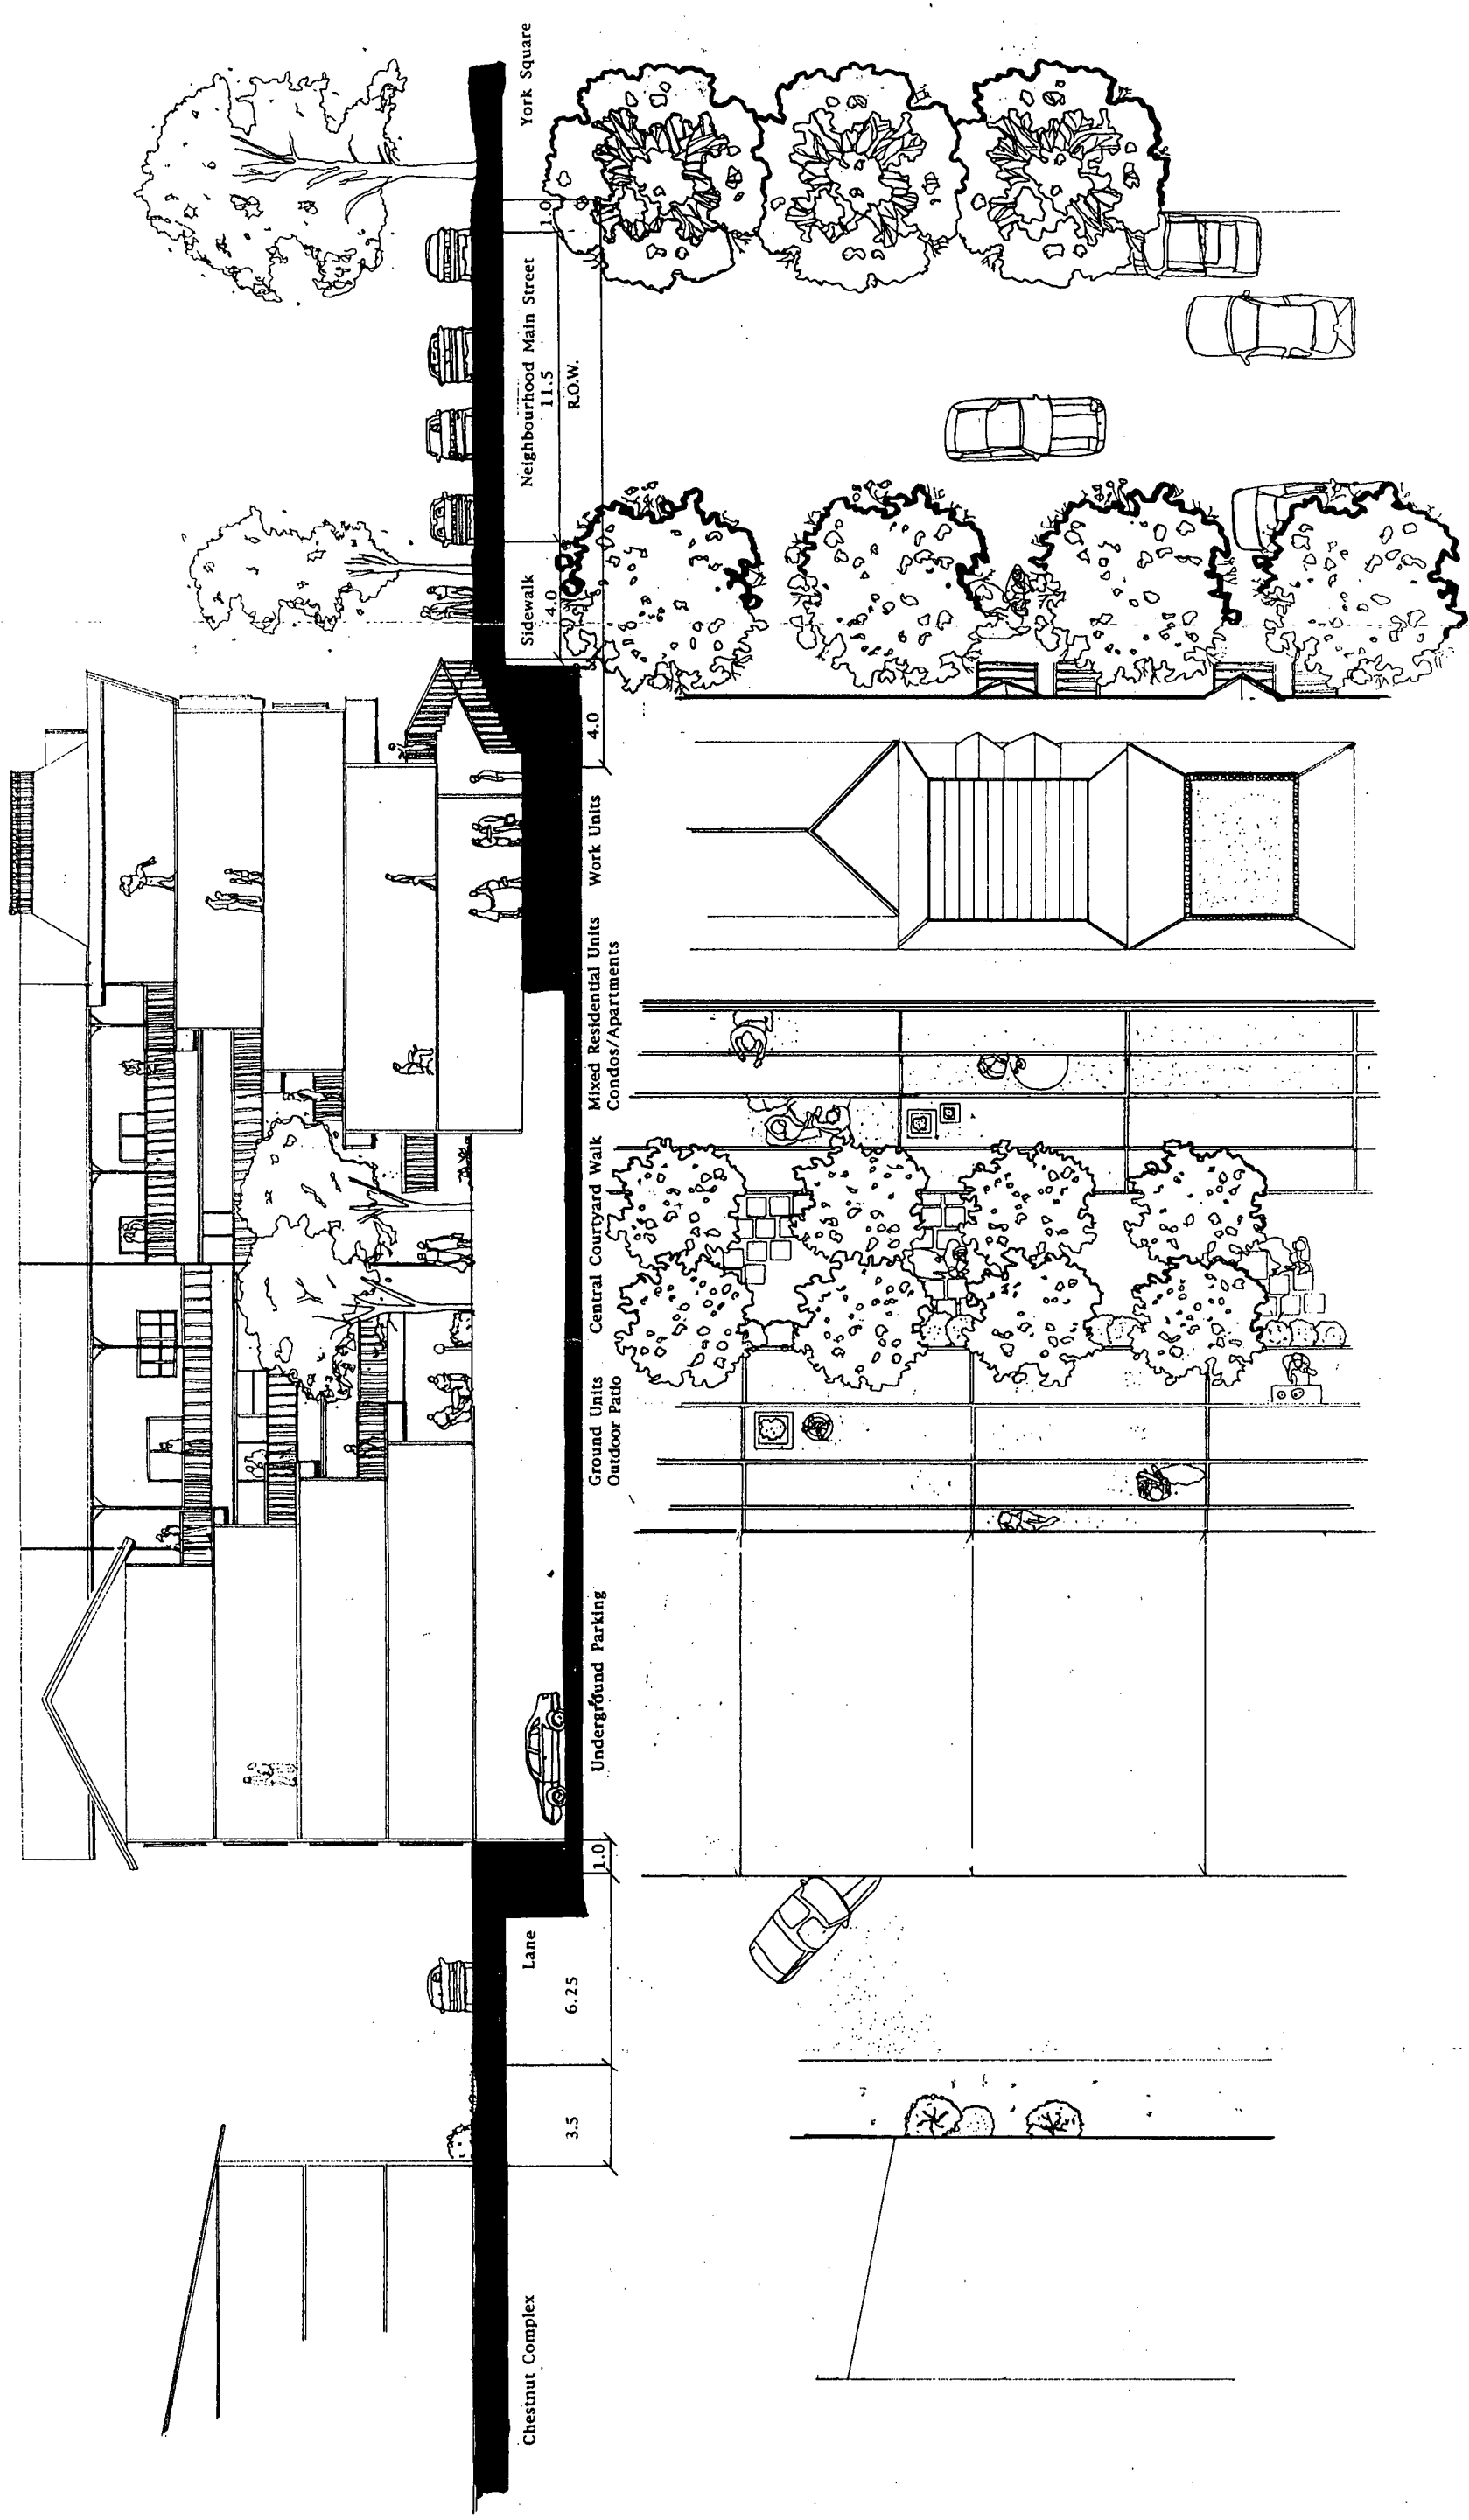 Chestnut Complex
3.5
Lane
6.25
1.0
Underground Parking
Ground Units
Outdoor Patio
Central Courtyard Walk
Mixed Residential Units
Condos/Apartments
Work Units
4.0
Sidewalk
4.0
Neighbourhood Main Street
11.5
R.O.W.
1.0
York Square